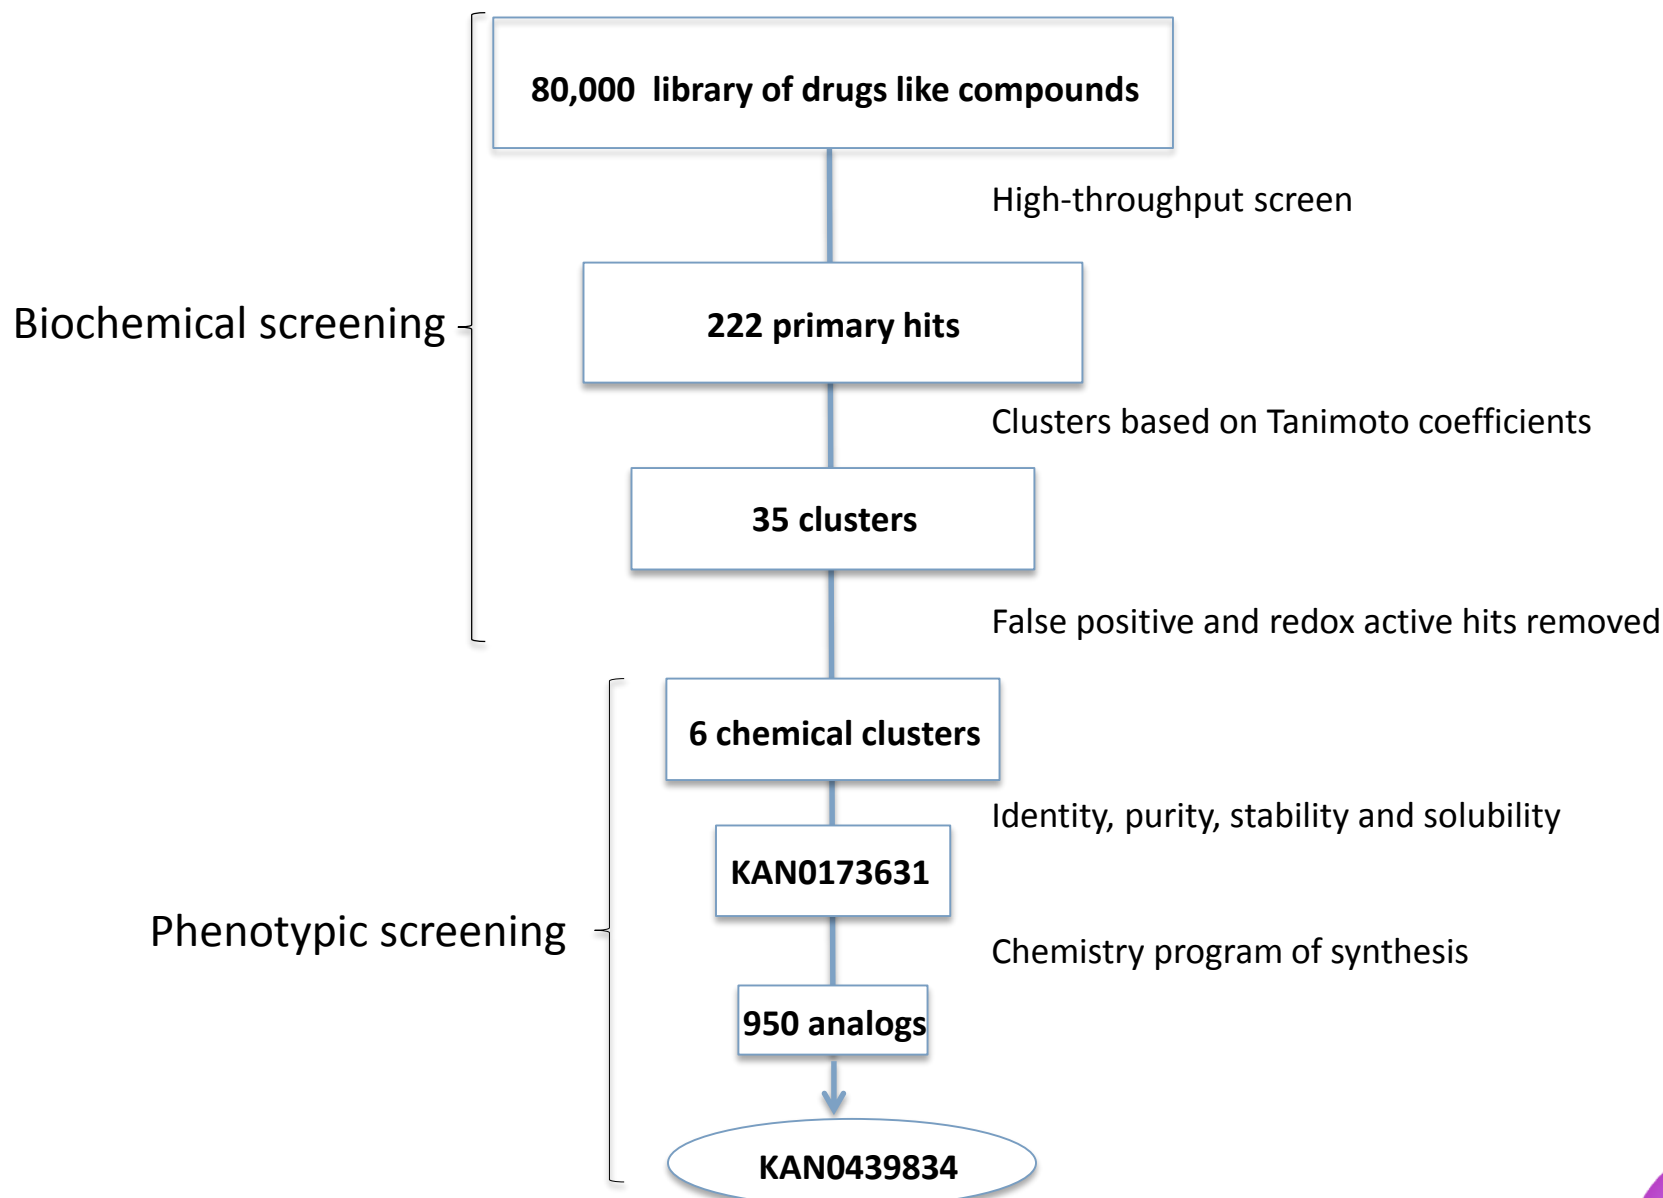 80,000 library of drugs like compounds
High-throughput screen
Biochemical screening
222 primary hits
Clusters based on Tanimoto coefficients
35 clusters
False positive and redox active hits removed
6 chemical clusters
Identity, purity, stability and solubility
KAN0173631
Phenotypic screening
Chemistry program of synthesis
950 analogs
KAN0439834